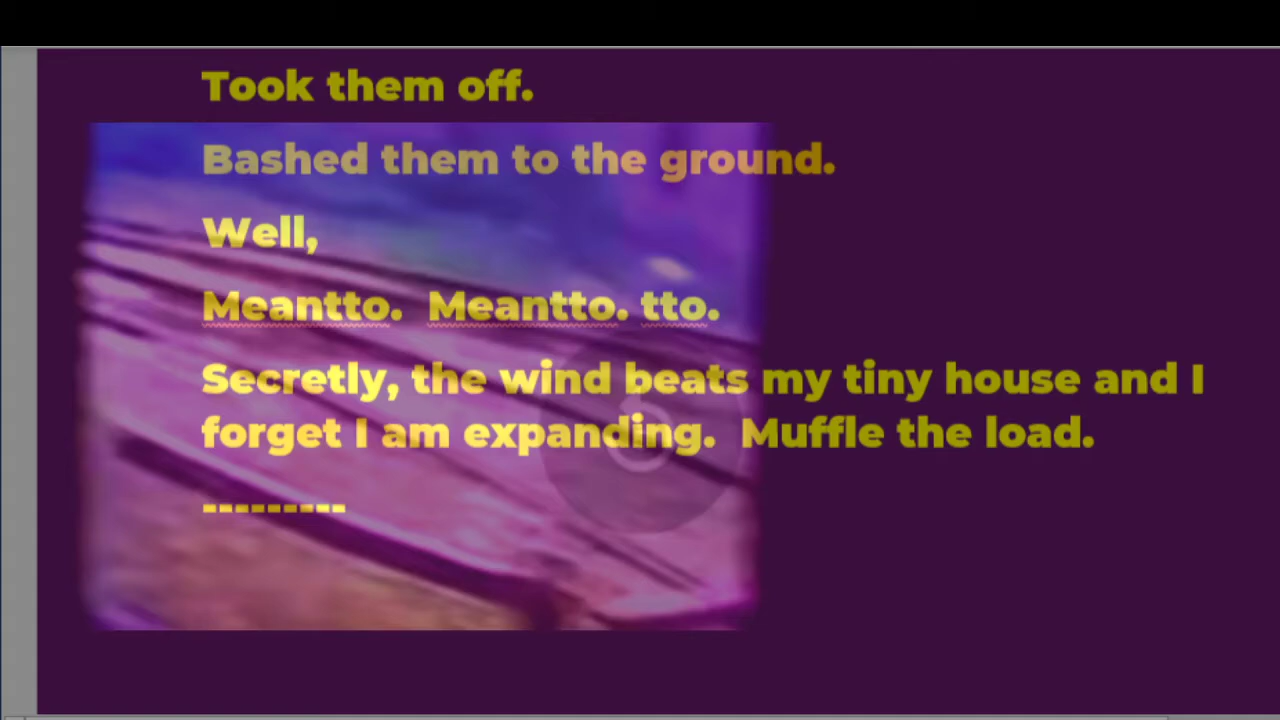 Took them off.
Bashed them to the ground.
Well,
Meantto.  Meantto. tto.
Secretly, the wind beats my tiny house and I
forget I am expanding.  Muffle the load.
---------